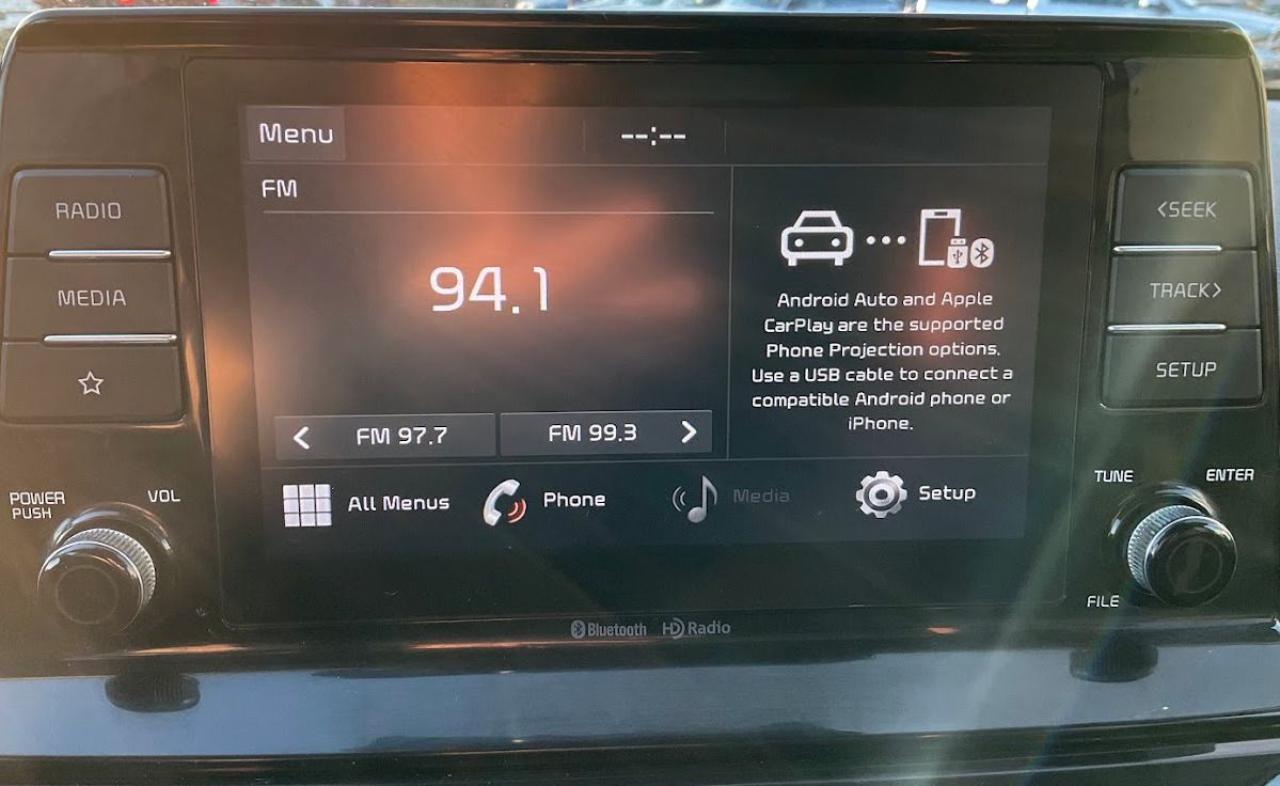 Menu
--:--
FM
94.1
FM 97.7
FM 99.3
Android Auto and Apple
CarPlay are the supported
Phone Projection options.
Use a USB cable to connect a
compatible Android phone or
iPhone.
All Menus
Phone
Media
Setup
RADIO
MEDIA
POWER
PUSH
VOL
<SEEK
TRACK>
SETUP
TUNE
ENTER
FILE
Bluetooth
HD Radio